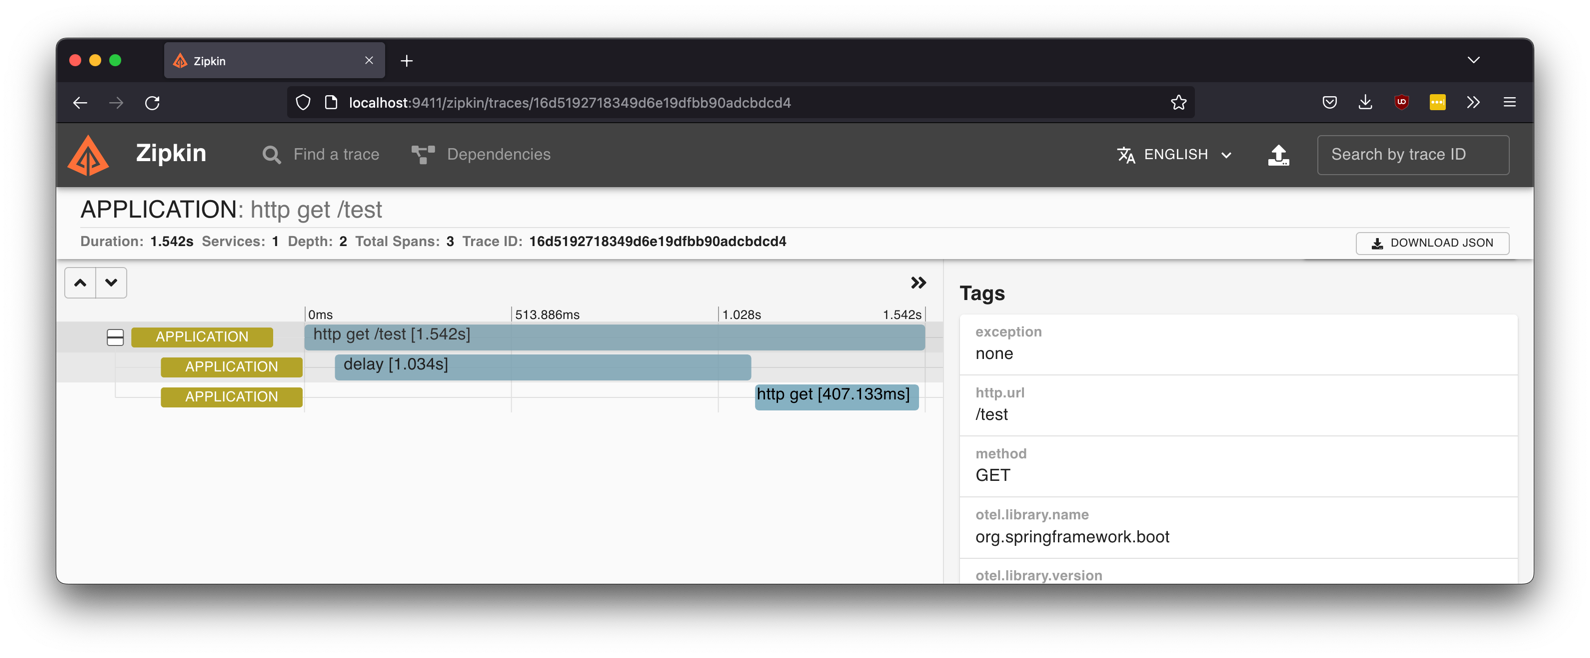 Zipkin
localhost:9411/zipkin/traces/16d5192718349d6e19dfbb90adcbdcd4
Zipkin
Find a trace
Dependencies
ENGLISH
Search by trace ID
APPLICATION: http get /test
Duration: 1.542s Services: 1 Depth: 2 Total Spans: 3 Trace ID: 16d5192718349d6e19dfbb90adcbdcd4
DOWNLOAD JSON
0ms 513.886ms 1.028s 1.542s
APPLICATION http get /test [1.542s]
APPLICATION delay [1.034s]
APPLICATION http get [407.133ms]
Tags
exception
none
http.url
/test
method
GET
otel.library.name
org.springframework.boot
otel.library.version